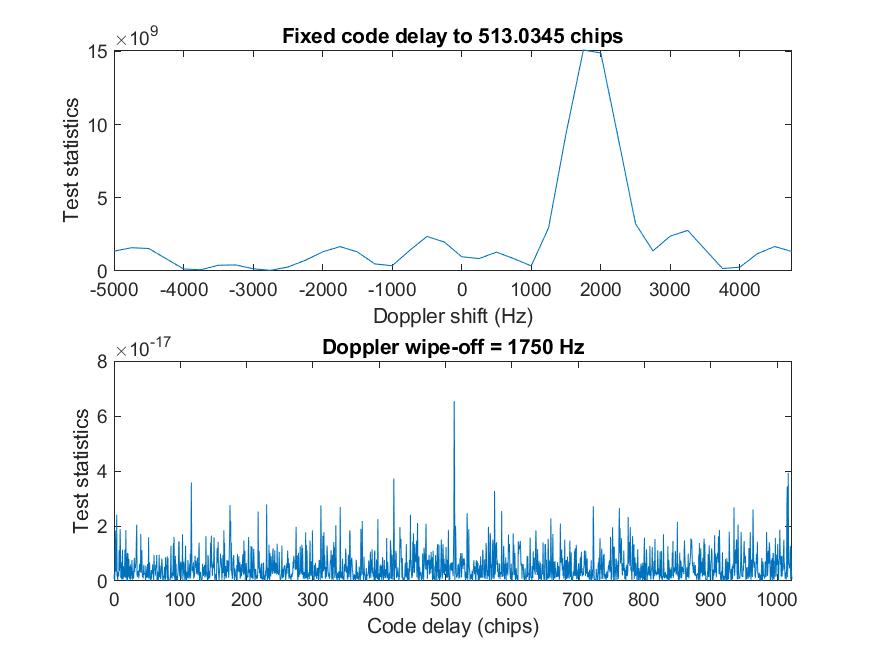 Fixed code delay to 513.0345 chips
×10^9
15
10
5
0
Test statistics
-5000 -4000 -3000 -2000 -1000 0 1000 2000 3000 4000
Doppler shift (Hz)
Doppler wipe-off = 1750 Hz
×10^-17
8
6
4
2
0
Test statistics
0 100 200 300 400 500 600 700 800 900 1000
Code delay (chips)